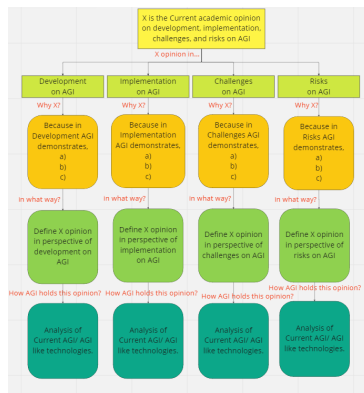 X is the Current academic opinion
on development, implementation,
challenges, and risks on AGI
X opinion in...
Development
on AGI
Implementation
on AGI
Challenges
on AGI
Risks
on AGI
Why X?
Why X?
Why X?
Why X?
Because in
Development AGI
demonstrates,
a)
b)
c)
Because in
Implementation
AGI demonstrates,
a)
b)
c)
Because in
Challenges AGI
demonstrates,
a)
b)
c)
Because in
Risks AGI
demonstrates,
a)
b)
c)
In what way?
In what way?
In what way?
In what way?
Define X opinion
in perspective of
development on
AGI
Define X opinion
in perspective of
implementation
on AGI
Define X opinion
in perspective of
challenges on AGI
Define X opinion
in perspective of
risks on AGI
How AGI holds this opinion?
How AGI holds this opinion?
How AGI holds this opinion?
How AGI holds this opinion?
Analysis of
Current AGI/ AGI
like technologies.
Analysis of
Current AGI/ AGI
like technologies.
Analysis of
Current AGI/ AGI
like technologies.
Analysis of
Current AGI/ AGI
like technologies.